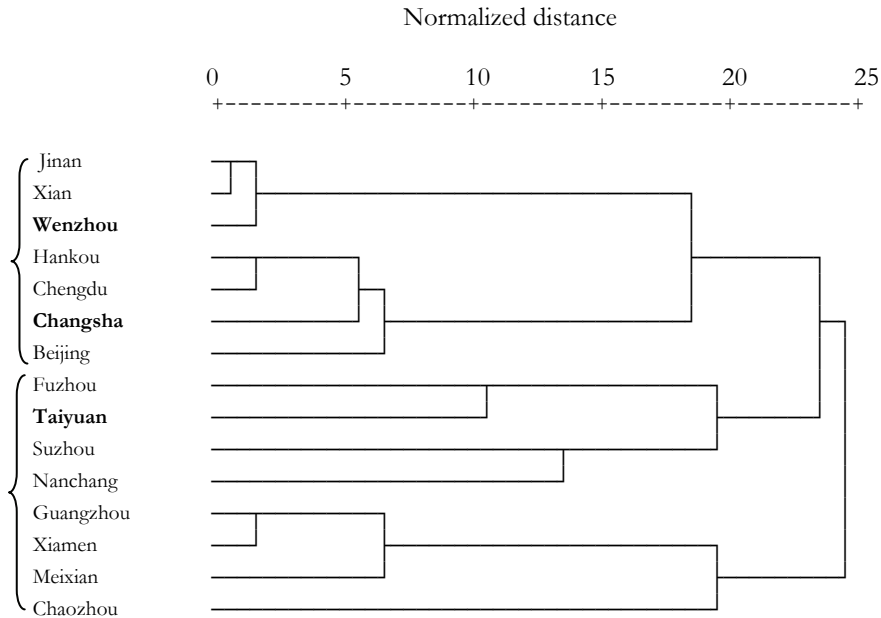 Normalized distance
0 5 10 15 20 25
+---------+---------+---------+---------+---------+
Jinan
Xian
Wenzhou
Hankou
Chengdu
Changsha
Beijing
Fuzhou
Taiyuan
Suzhou
Nanchang
Guangzhou
Xiamen
Meixian
Chaozhou